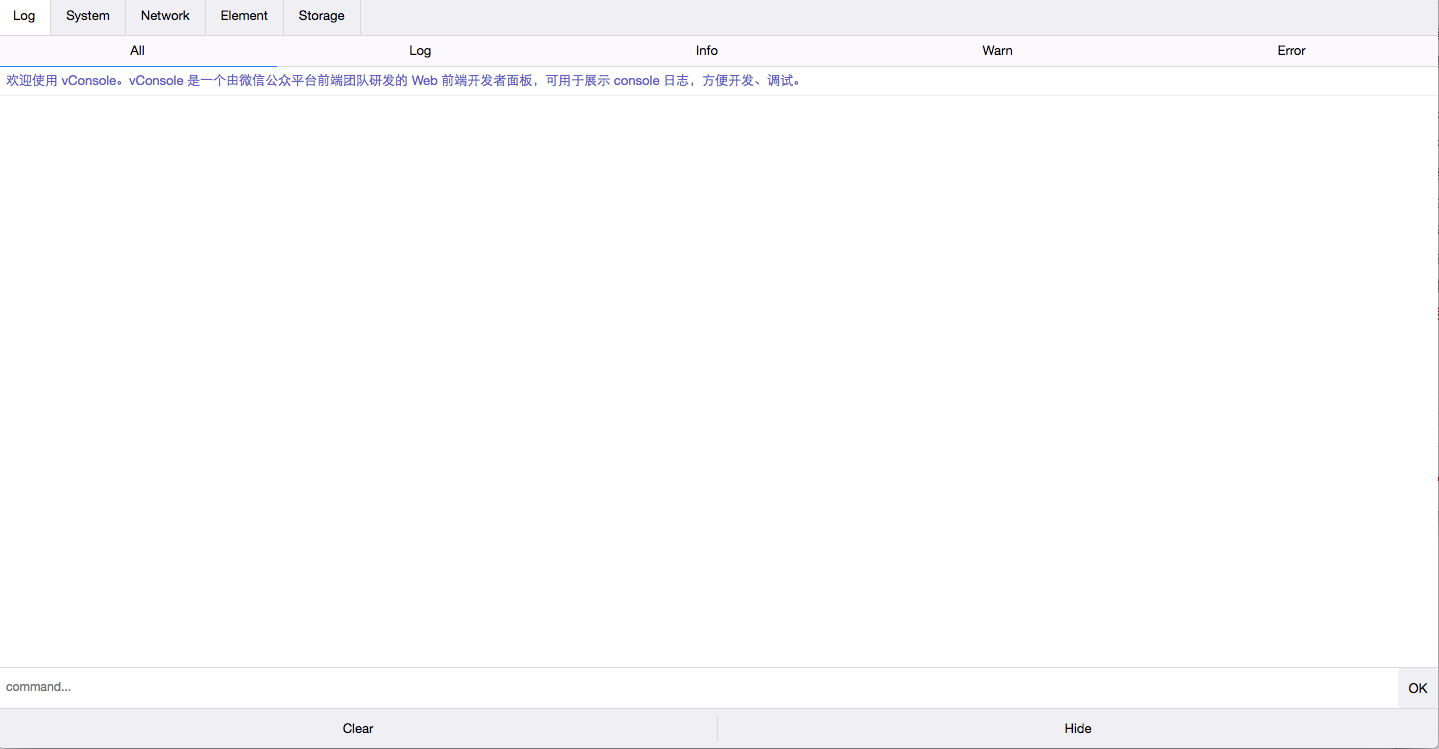 Log System Network Element Storage
All Log Info Warn Error
欢迎使用 vConsole。vConsole 是一个由微信公众平台前端团队研发的 Web 前端开发者面板，可用于展示 console 日志，方便开发、调试。
command...
OK
Clear Hide